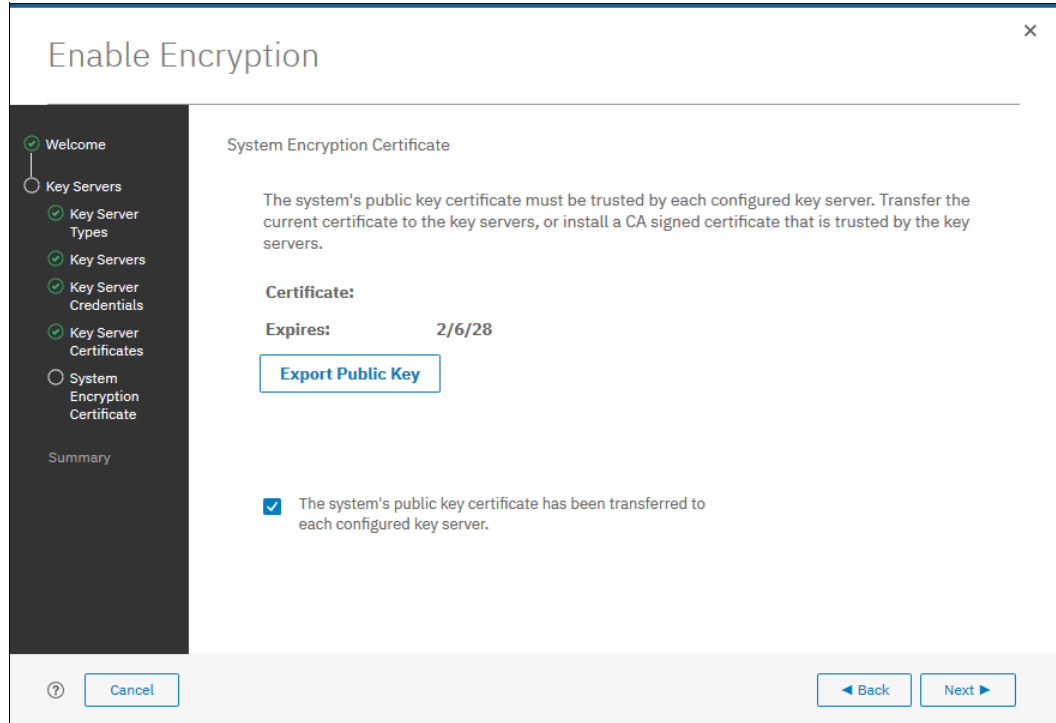 Enable Encryption
×
Welcome
Key Servers
Key Server
Types
Key Servers
Key Server
Credentials
Key Server
Certificates
System
Encryption
Certificate
Summary
System Encryption Certificate
The system's public key certificate must be trusted by each configured key server. Transfer the
current certificate to the key servers, or install a CA signed certificate that is trusted by the key
servers.
Certificate:
Expires: 2/6/28
Export Public Key
The system's public key certificate has been transferred to
each configured key server.
? Cancel ◄ Back Next ►